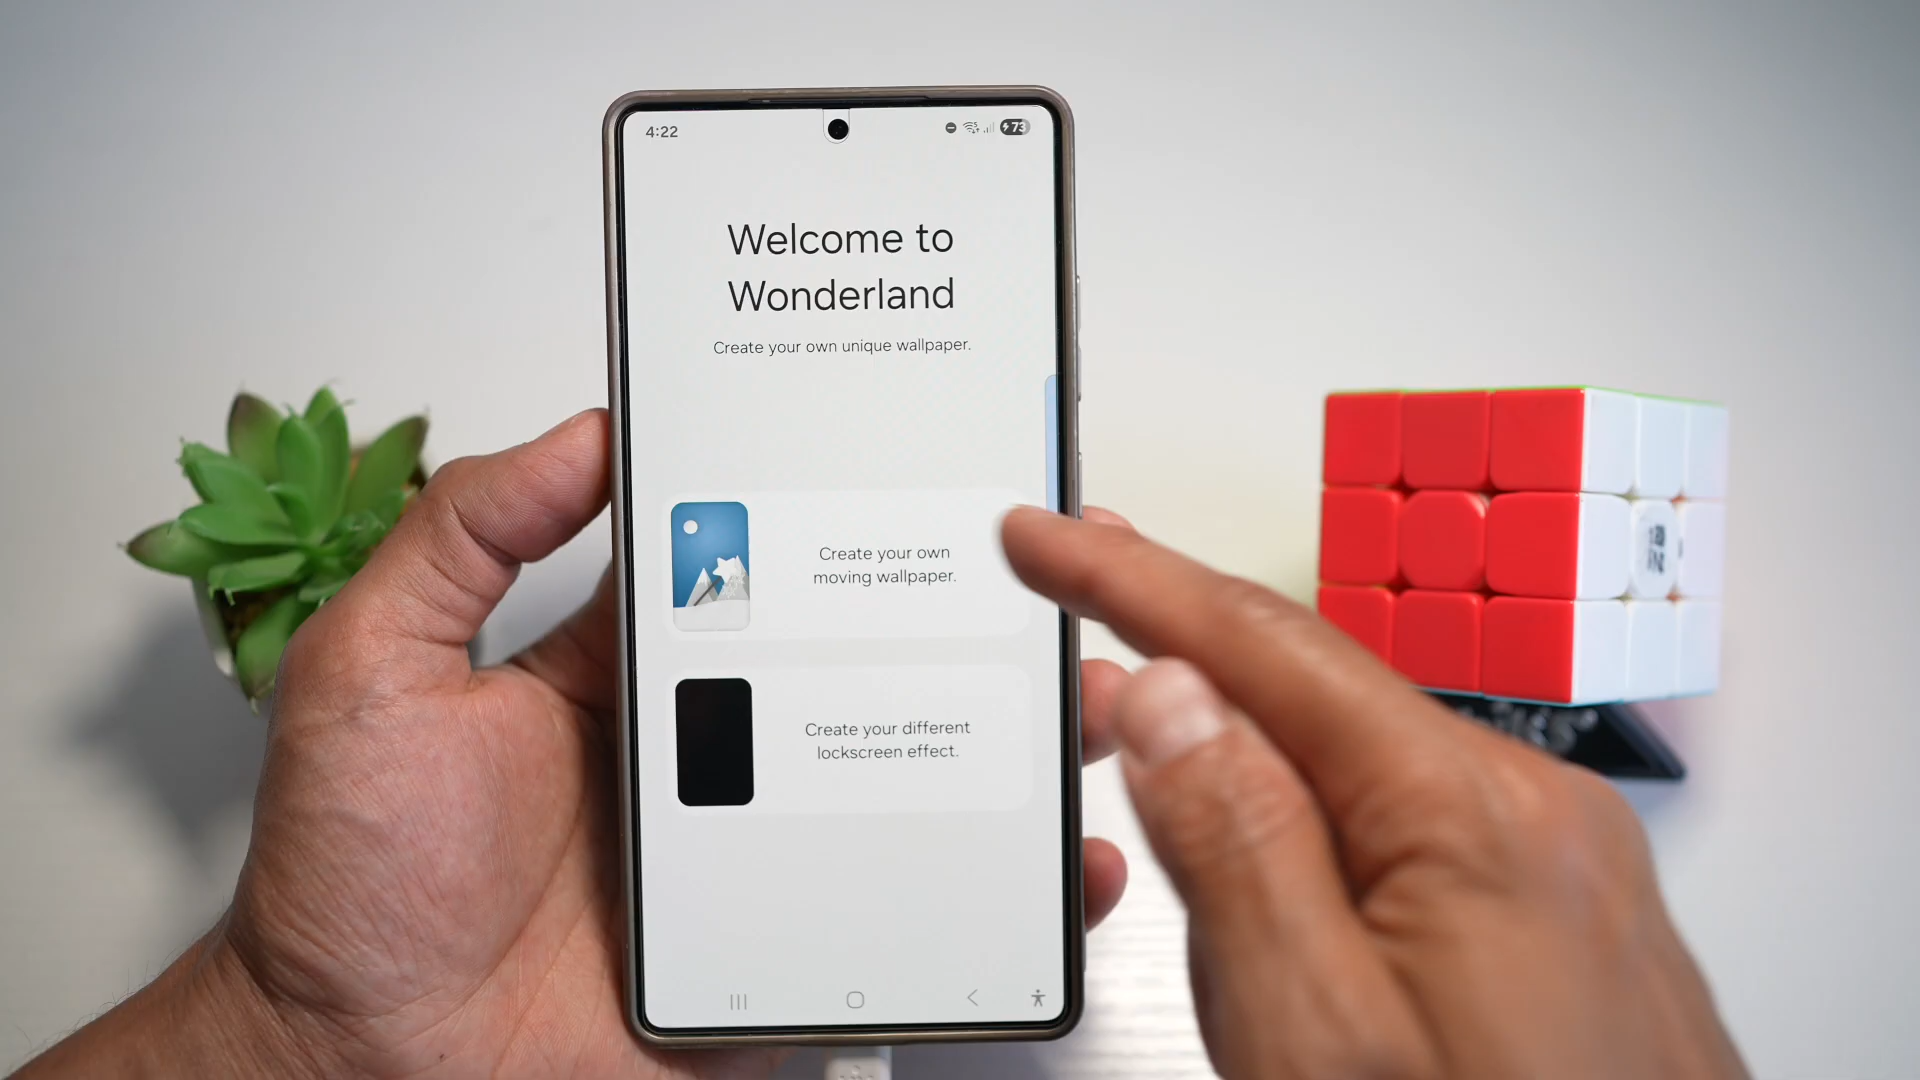 4:22
73
Welcome to
Wonderland
Create your own unique wallpaper.
Create your own
moving wallpaper.
Create your different
lockscreen effect.